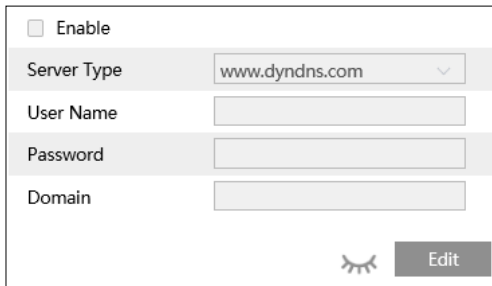 Enable
Server Type www.dyndns.com
User Name
Password
Domain
Edit